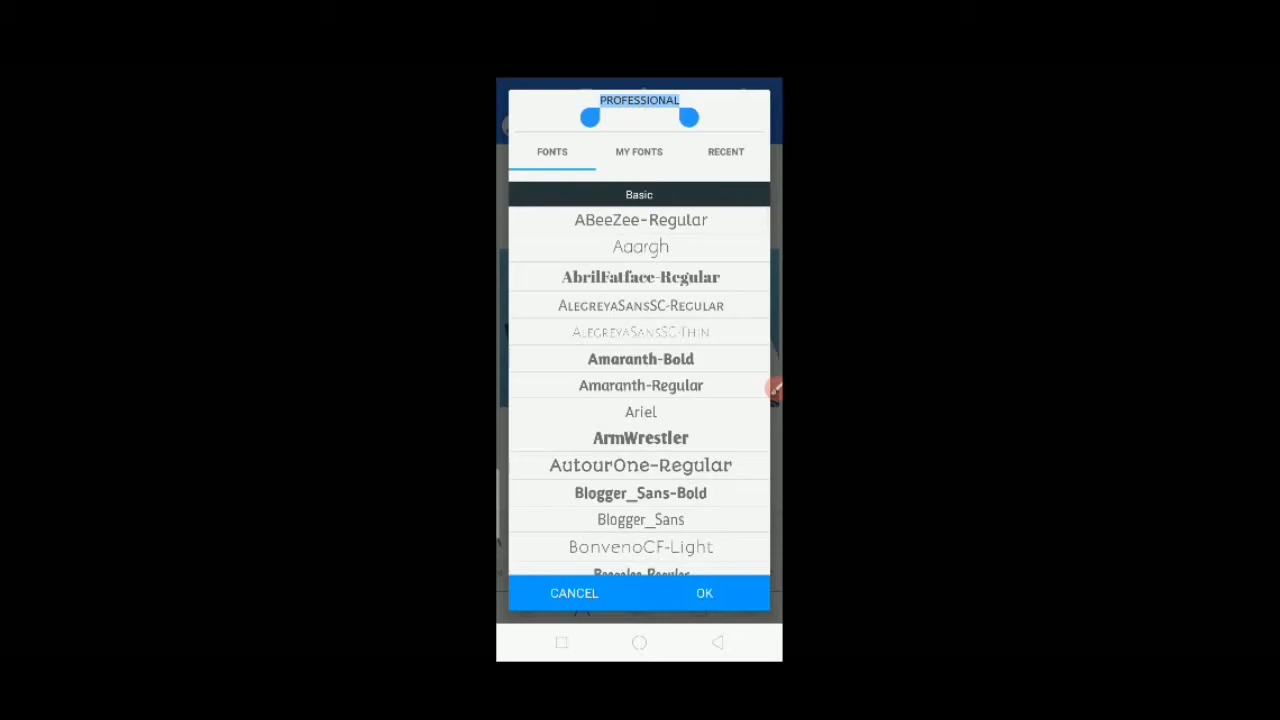 PROFESSIONAL
FONTS
MY FONTS
RECENT
Basic
ABeeZee-Regular
Aaargh
AbrilFatface-Regular
AlegreyaSansSC-Regular
AlegreyaSansSC-Thin
Amaranth-Bold
Amaranth-Regular
Ariel
ArmWrestler
AutourOne-Regular
Blogger_Sans-Bold
Blogger_Sans
BonvenoCF-Light
CANCEL
OK